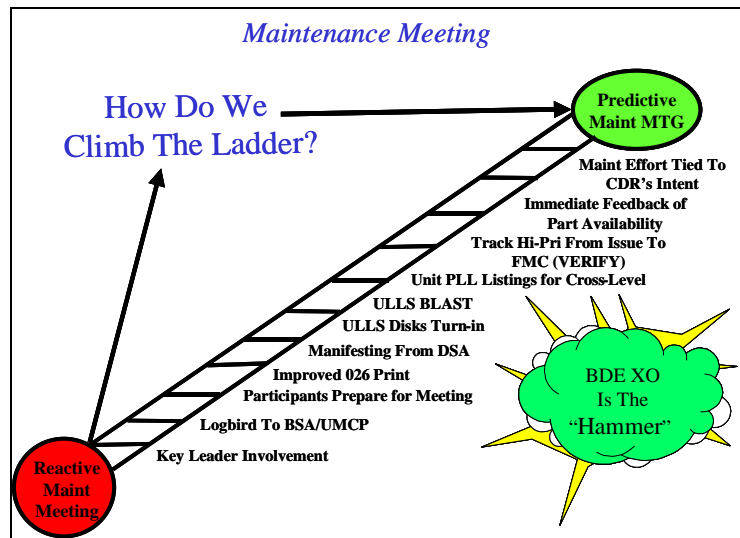 Maintenance Meeting
How Do We
Climb The Ladder?
Predictive
Maint MTG
Maint Effort Tied To
CDR's Intent
Immediate Feedback of
Part Availability
Track Hi-Pri From Issue To
FMC (VERIFY)
Unit PLL Listings for Cross-Level
ULLS BLAST
ULLS Disks Turn-in
Manifesting From DSA
Improved 026 Print
Participants Prepare for Meeting
Logbird To BSA/UMCP
Key Leader Involvement
Reactive
Maint
Meeting
BDE XO
Is The
“Hammer”